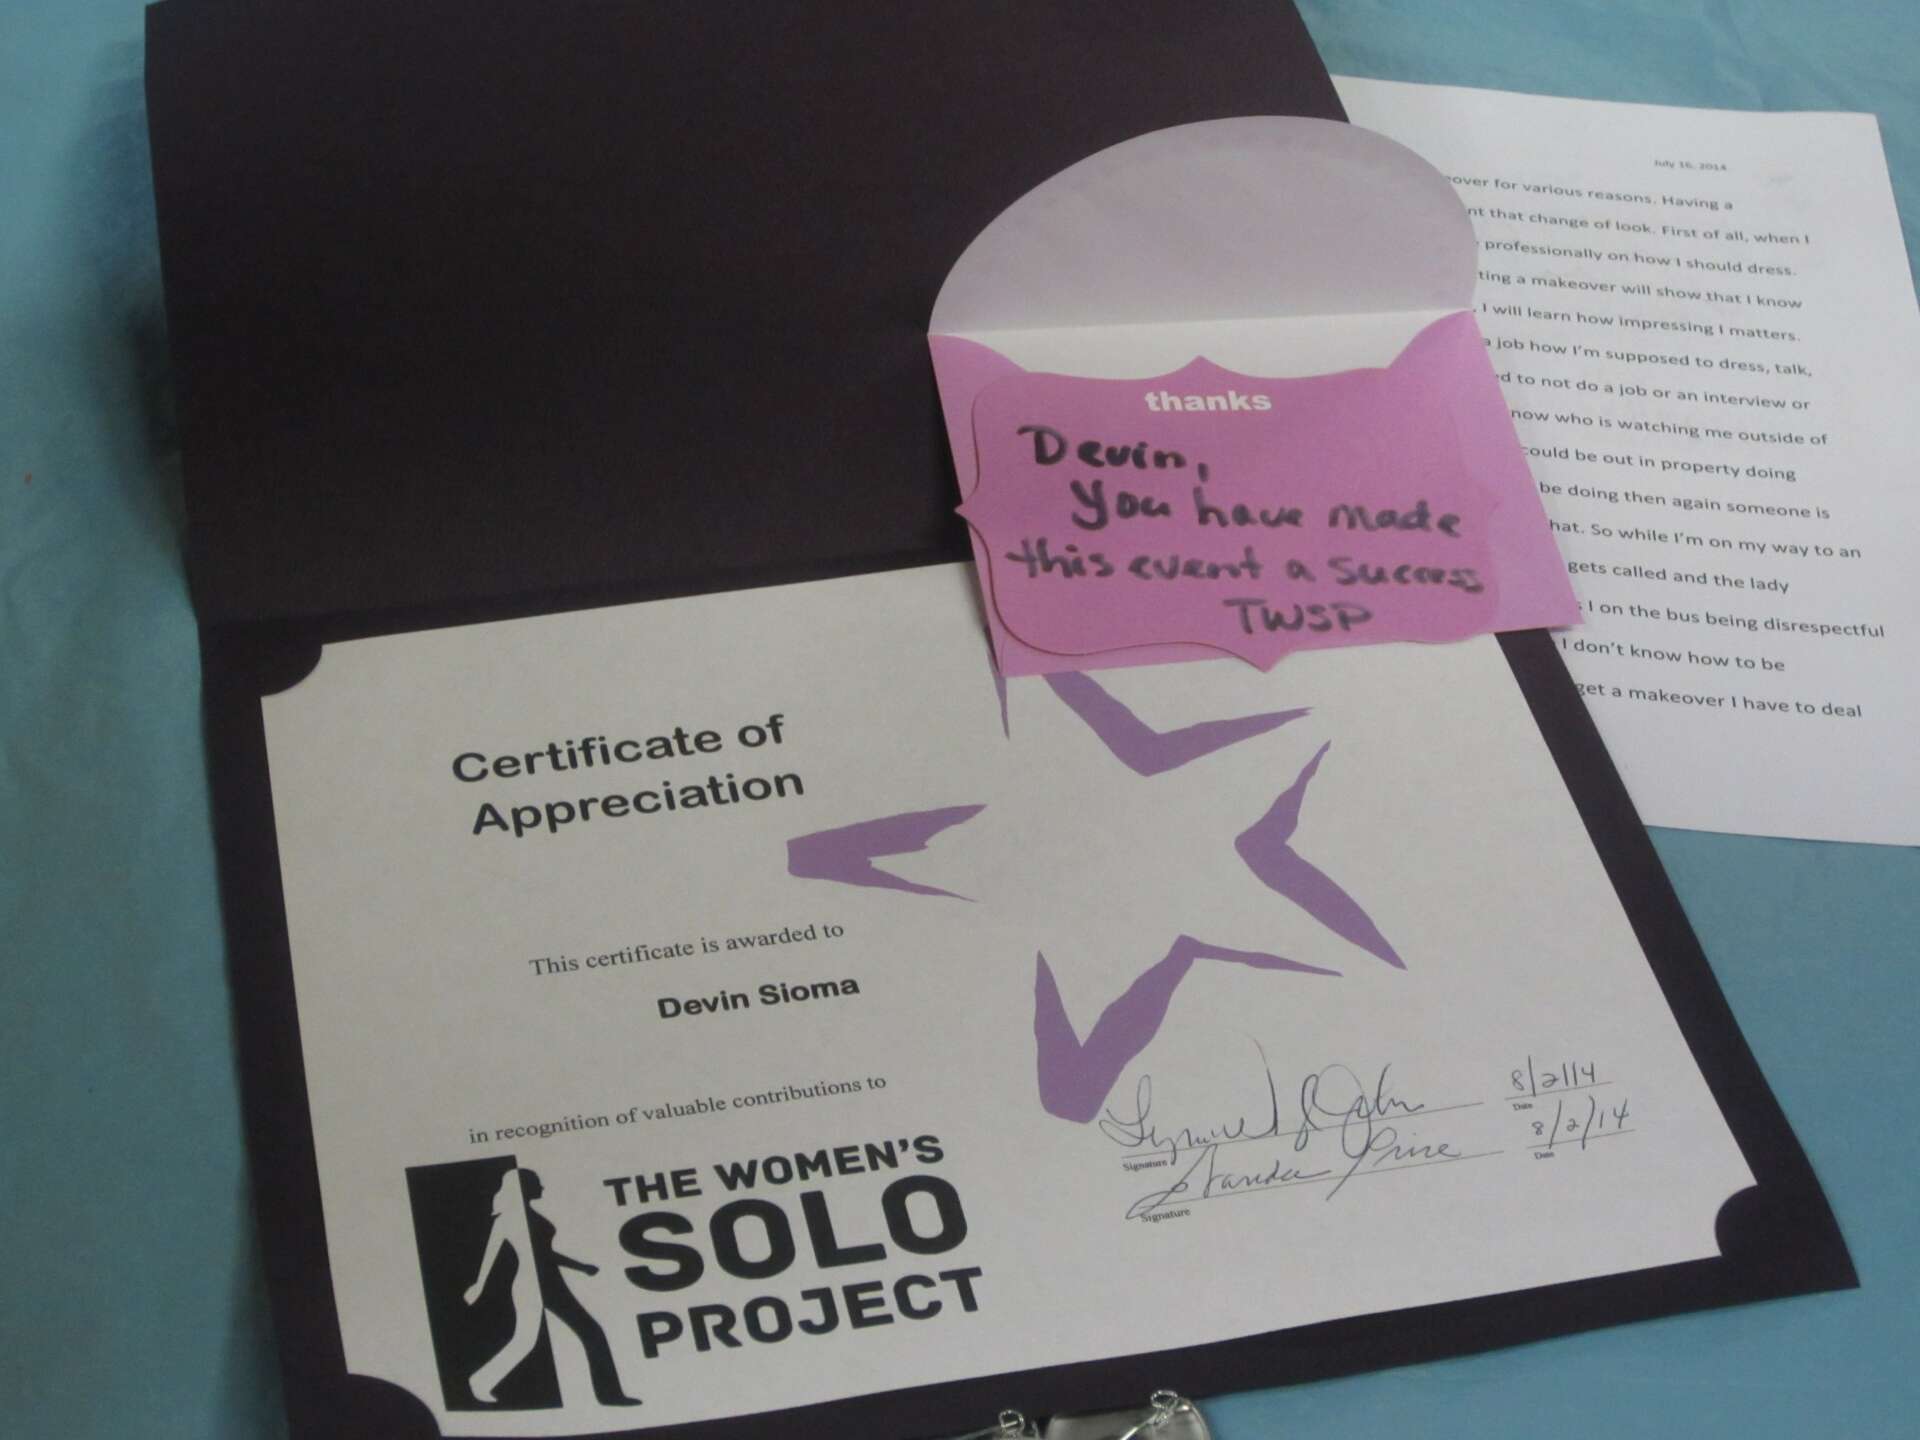 thanks
Devin,
You have made
this event a success
TWSP
Certificate of
Appreciation
This certificate is awarded to
Devin Sioma
in recognition of valuable contributions to
THE WOMEN'S
SOLO
PROJECT
8/2/14
Date
Signature
8/2/14
Date
Signature
July 16, 2014
over for various reasons. Having a
that change of look. First of all, when I
professionally on how I should dress.
a makeover will show that I know
, I will learn how impressing I matters.
a job how I'm supposed to dress, talk,
to not do a job or an interview or
who is watching me outside of
could be out in property doing
be doing then again someone is
hat. So while I'm on my way to an
gets called and the lady
I on the bus being disrespectful
I don't know how to be
get a makeover I have to deal